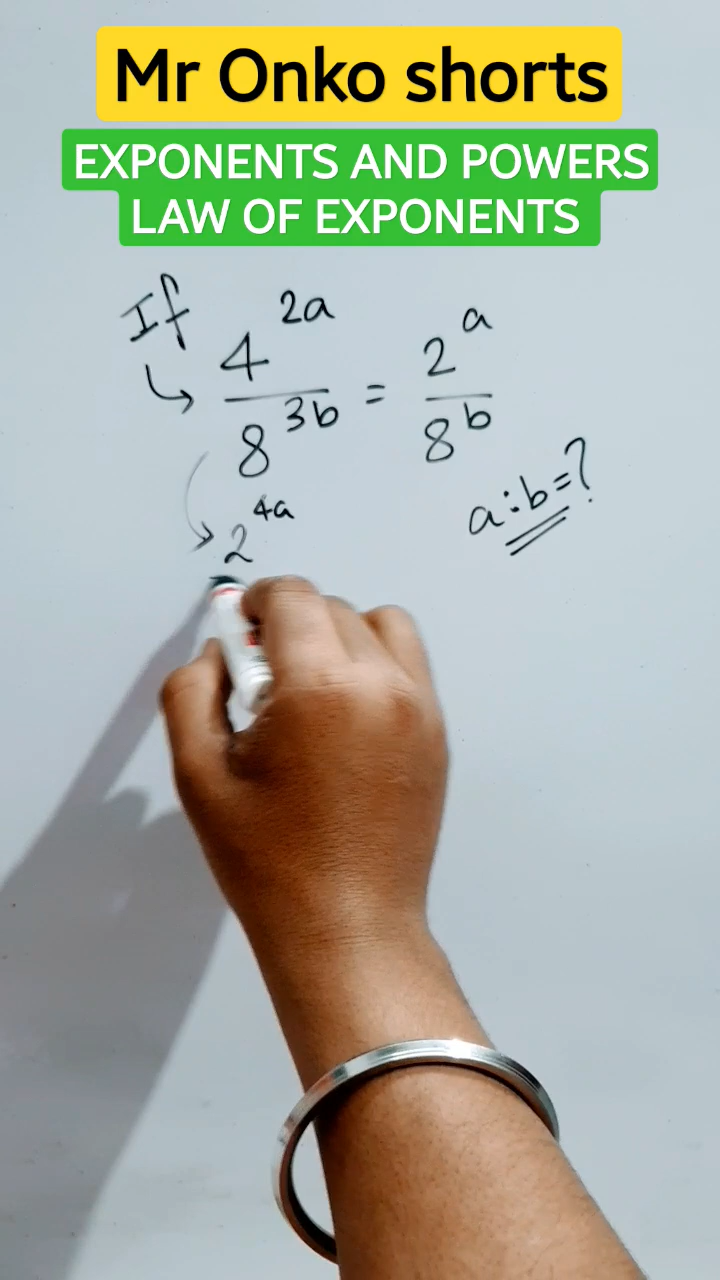 Mr Onko shorts
EXPONENTS AND POWERS
LAW OF EXPONENTS
If
4^2a / 8^3b = 2^a / 8^b
a:b=?
2^4a